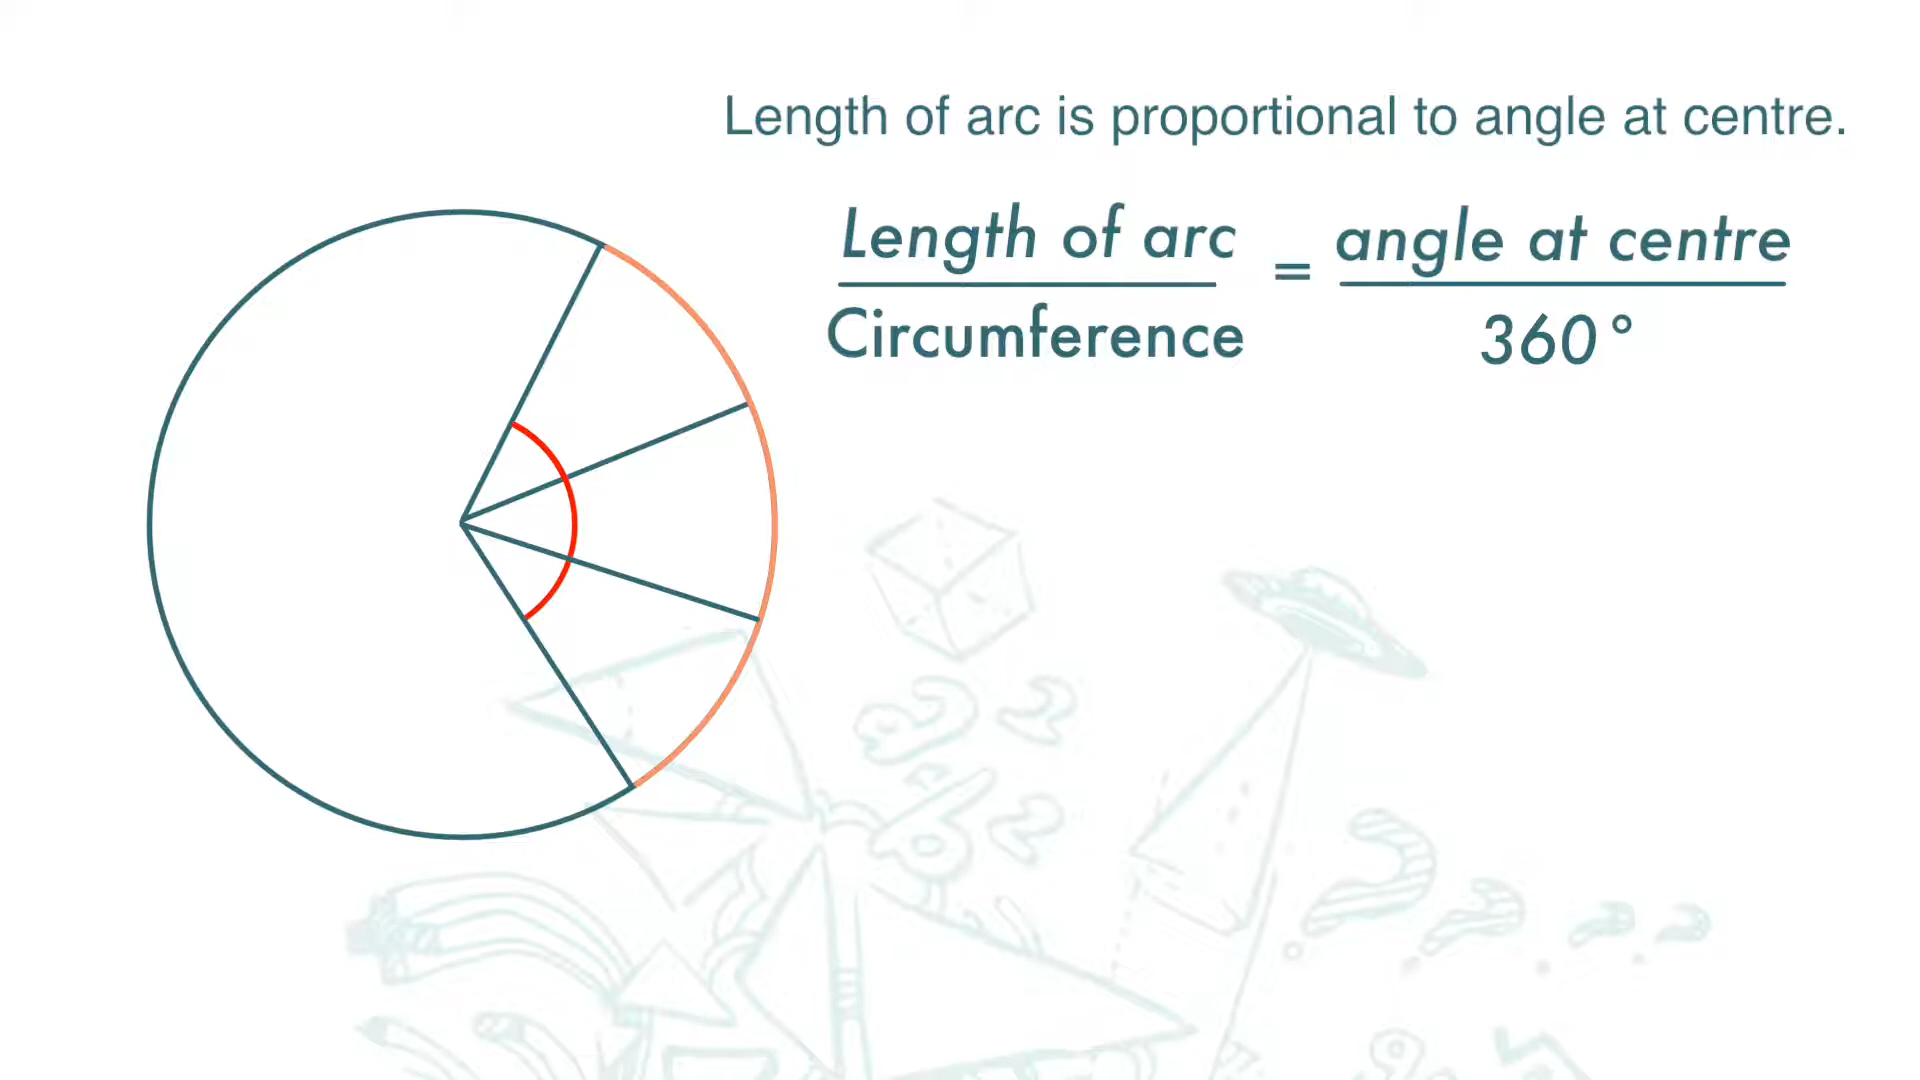 Length of arc is proportional to angle at centre.
Length of arc = angle at centre
Circumference 360°